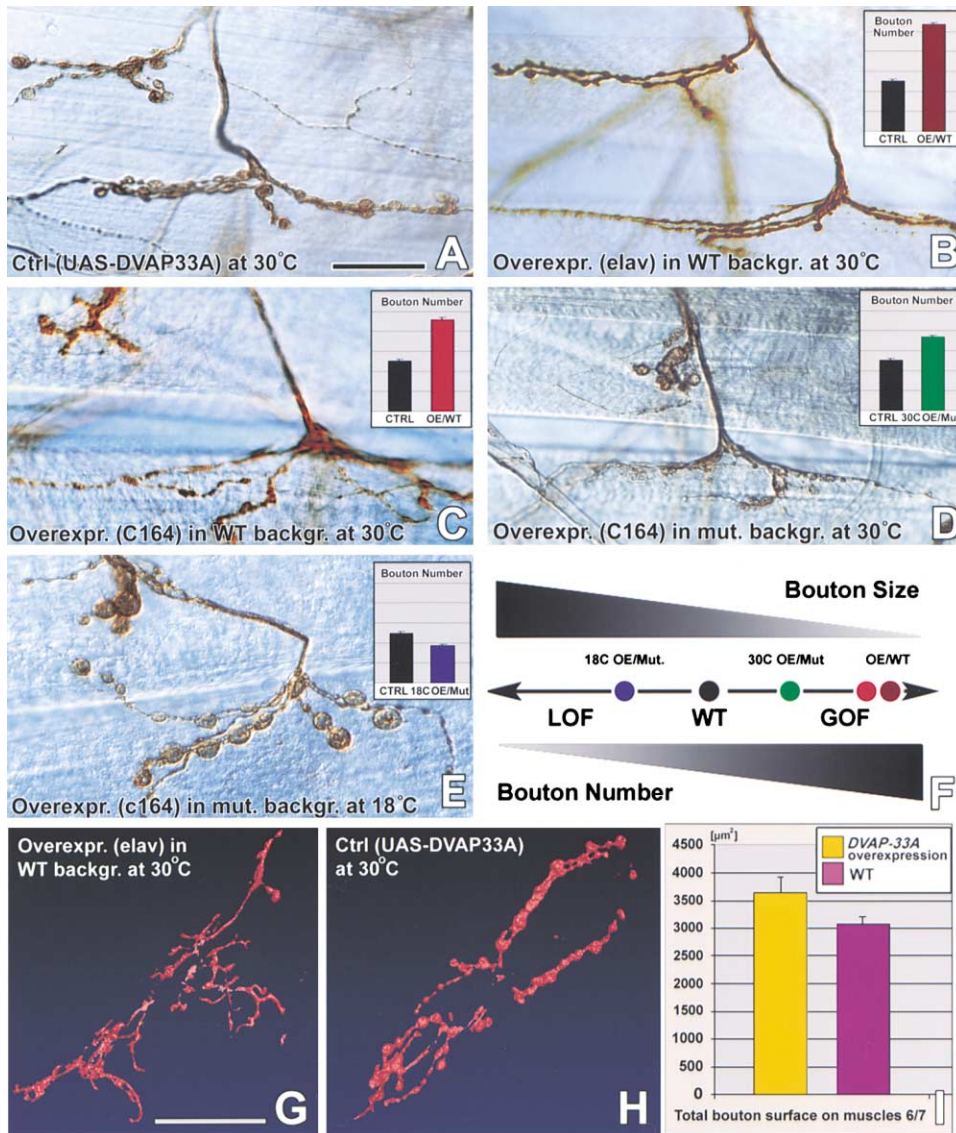 Ctrl (UAS-DVAP33A) at 30°C
A
Bouton
Number
CTRL OE/WT
Overexpr. (elav) in WT backgr. at 30°C
B
Bouton Number
CTRL OE/WT
Overexpr. (C164) in WT backgr. at 30°C
C
Bouton Number
CTRL 30C OE/Mut
Overexpr. (C164) in mut. backgr. at 30°C
D
Bouton Number
CTRL 18C OE/Mut
Overexpr. (c164) in mut. backgr. at 18°C
E
Bouton Size
18C OE/Mut. 30C OE/Mut OE/WT
LOF WT GOF
Bouton Number
F
Overexpr. (elav) in
WT backgr. at 30°C
G
Ctrl (UAS-DVAP33A)
at 30°C
H
[µm²]
4500
4000
3500
3000
2500
2000
1500
1000
500
0
DVAP-33A
overexpression
WT
Total bouton surface on muscles 6/7
I